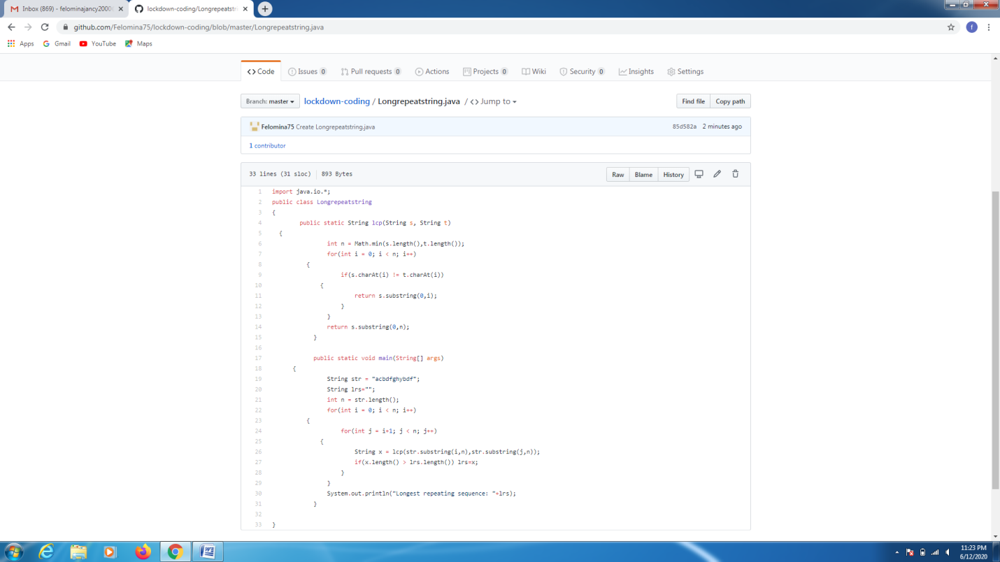 Inbox (869) - felominajancy2000
lockdown-coding/Longrepeatstri
github.com/Felomina75/lockdown-coding/blob/master/Longrepeatstring.java
f
Apps Gmail YouTube Maps
<> Code Issues 0 Pull requests 0 Actions Projects 0 Wiki Security 0 Insights Settings
Branch: master lockdown-coding / Longrepeatstring.java / <> Jump to Find file Copy path
Felomina75 Create Longrepeatstring.java 85d582a 2 minutes ago
1 contributor
33 lines (31 sloc) 893 Bytes Raw Blame History
1 import java.io.*;
2 public class Longrepeatstring
3 {
4 public static String lcp(String s, String t)
5 {
6 int n = Math.min(s.length(),t.length());
7 for(int i = 0; i < n; i++)
8 {
9 if(s.charAt(i) != t.charAt(i))
10 {
11 return s.substring(0,i);
12 }
13 }
14 return s.substring(0,n);
15 }
16
17 public static void main(String[] args)
18 {
19 String str = "acbdfghybdf";
20 String lrs="";
21 int n = str.length();
22 for(int i = 0; i < n; i++)
23 {
24 for(int j = i+1; j < n; j++)
25 {
26 String x = lcp(str.substring(i,n),str.substring(j,n));
27 if(x.length() > lrs.length()) lrs=x;
28 }
29 }
30 System.out.println("Longest repeating sequence: "+lrs);
31 }
32
33 }
11:23 PM
6/12/2020